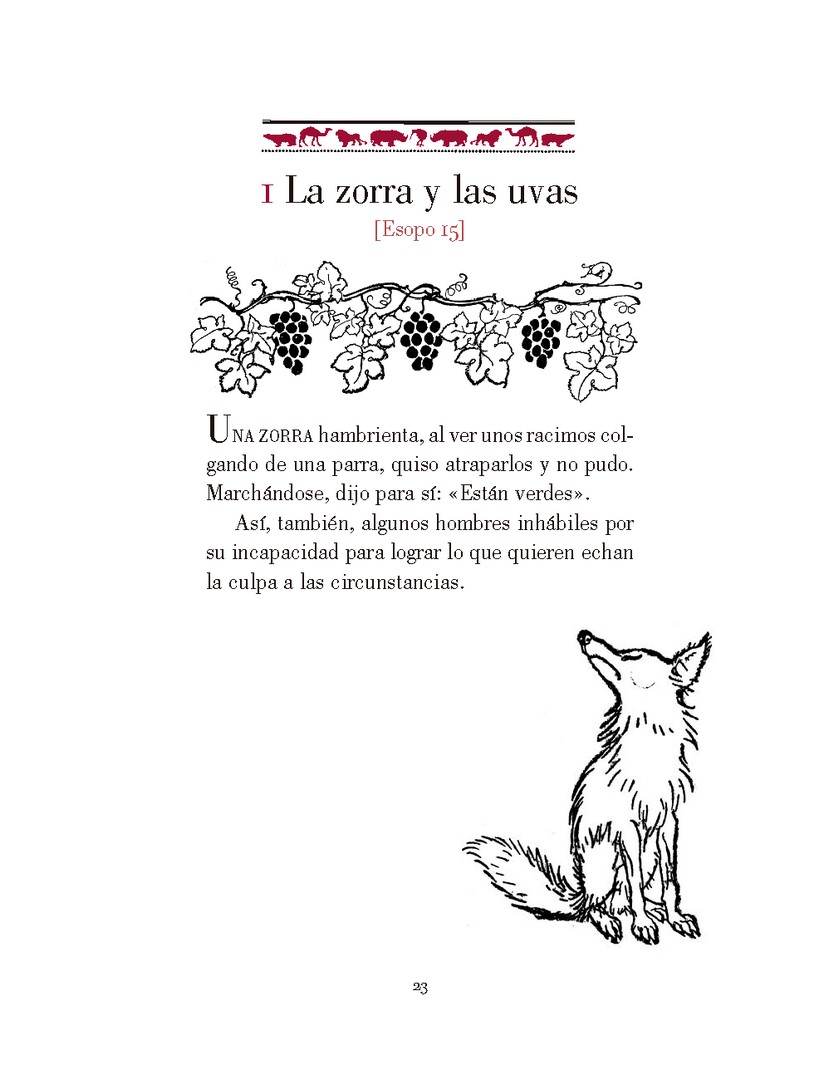 1 La zorra y las uvas
[Esopo 15]
UNA ZORRA hambrienta, al ver unos racimos col-
gando de una parra, quiso atraparlos y no pudo.
Marchándose, dijo para sí: «Están verdes».
Así, también, algunos hombres inhábiles por
su incapacidad para lograr lo que quieren echan
la culpa a las circunstancias.
23